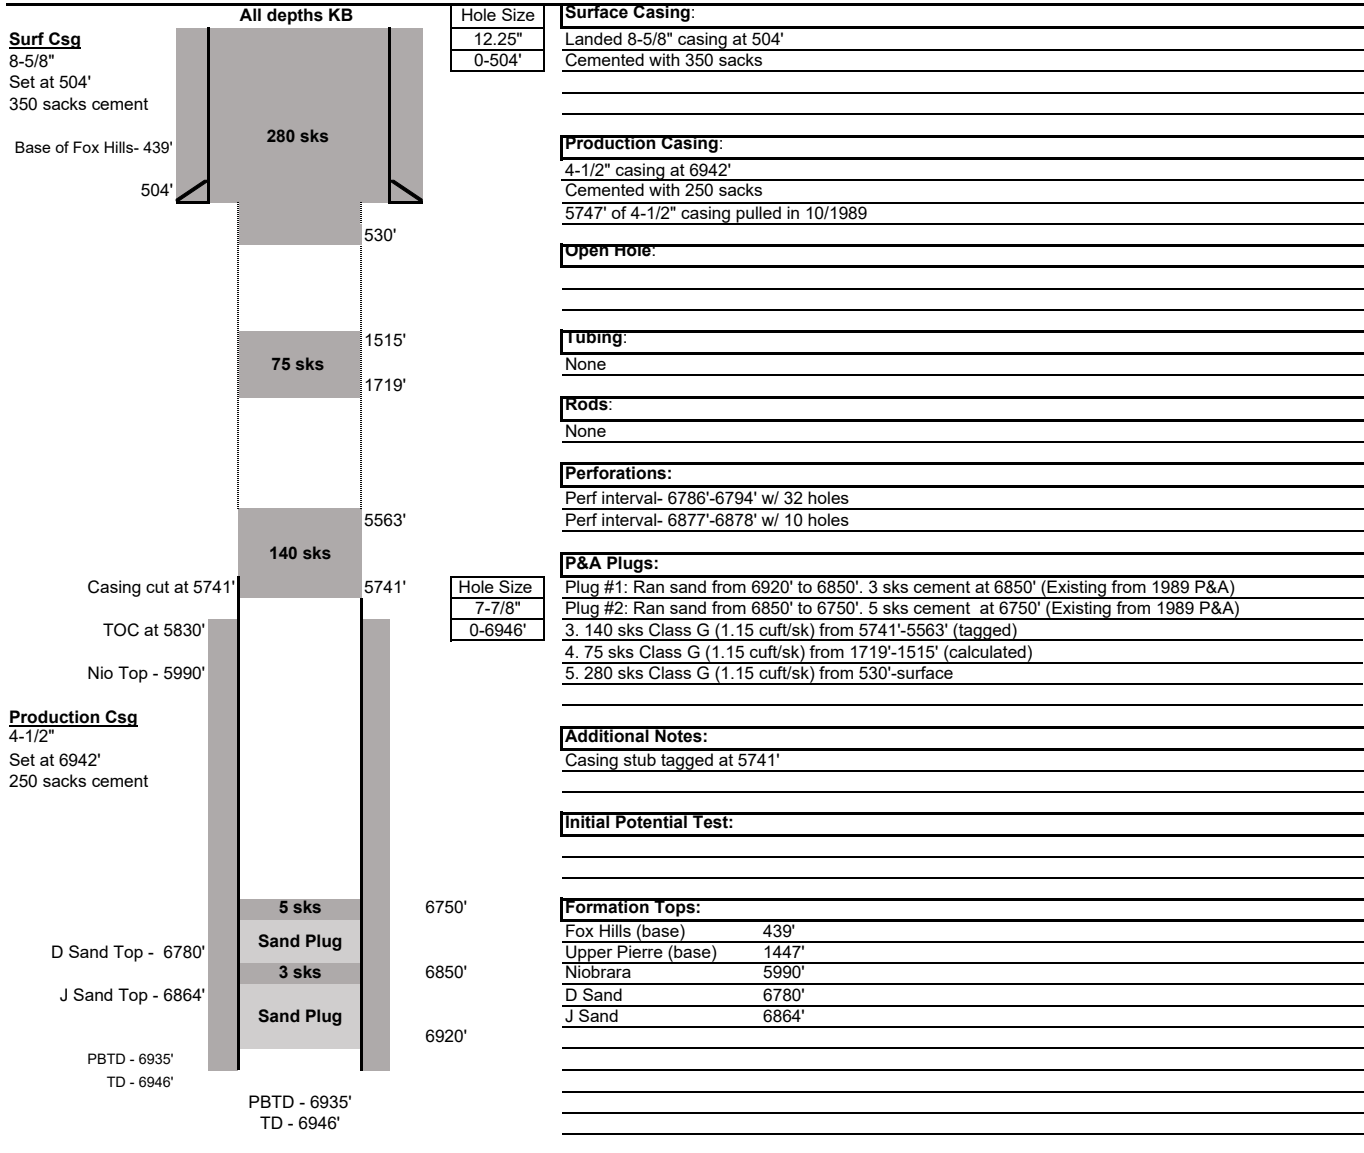 All depths KB
Surf Csg
8-5/8"
Set at 504'
350 sacks cement
Base of Fox Hills- 439'
504'
280 sks
530'
1515'
75 sks
1719'
5563'
140 sks
Casing cut at 5741'
5741'
TOC at 5830'
Nio Top - 5990'
Production Csg
4-1/2"
Set at 6942'
250 sacks cement
5 sks
6750'
Sand Plug
D Sand Top -  6780'
3 sks
6850'
J Sand Top - 6864'
Sand Plug
6920'
PBTD - 6935'
TD - 6946'
PBTD - 6935'
TD - 6946'
Hole Size
12.25"
0-504'
Hole Size
7-7/8"
0-6946'
Surface Casing:
Landed 8-5/8" casing at 504'
Cemented with 350 sacks
Production Casing:
4-1/2" casing at 6942'
Cemented with 250 sacks
5747' of 4-1/2" casing pulled in 10/1989
Open Hole:
Tubing:
None
Rods:
None
Perforations:
Perf interval- 6786'-6794' w/ 32 holes
Perf interval- 6877'-6878' w/ 10 holes
P&A Plugs:
Plug #1: Ran sand from 6920' to 6850'. 3 sks cement at 6850' (Existing from 1989 P&A)
Plug #2: Ran sand from 6850' to 6750'. 5 sks cement  at 6750' (Existing from 1989 P&A)
3. 140 sks Class G (1.15 cuft/sk) from 5741'-5563' (tagged)
4. 75 sks Class G (1.15 cuft/sk) from 1719'-1515' (calculated)
5. 280 sks Class G (1.15 cuft/sk) from 530'-surface
Additional Notes:
Casing stub tagged at 5741'
Initial Potential Test:
Formation Tops:
Fox Hills (base) 439'
Upper Pierre (base) 1447'
Niobrara 5990'
D Sand 6780'
J Sand 6864'